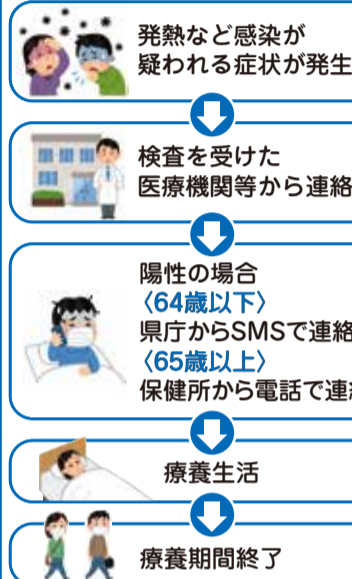 発熱など感染が
疑われる症状が発生
検査を受けた
医療機関等から連絡
陽性の場合
〈64歳以下〉
県庁からSMSで連絡
〈65歳以上〉
保健所から電話で連絡
療養生活
療養期間終了